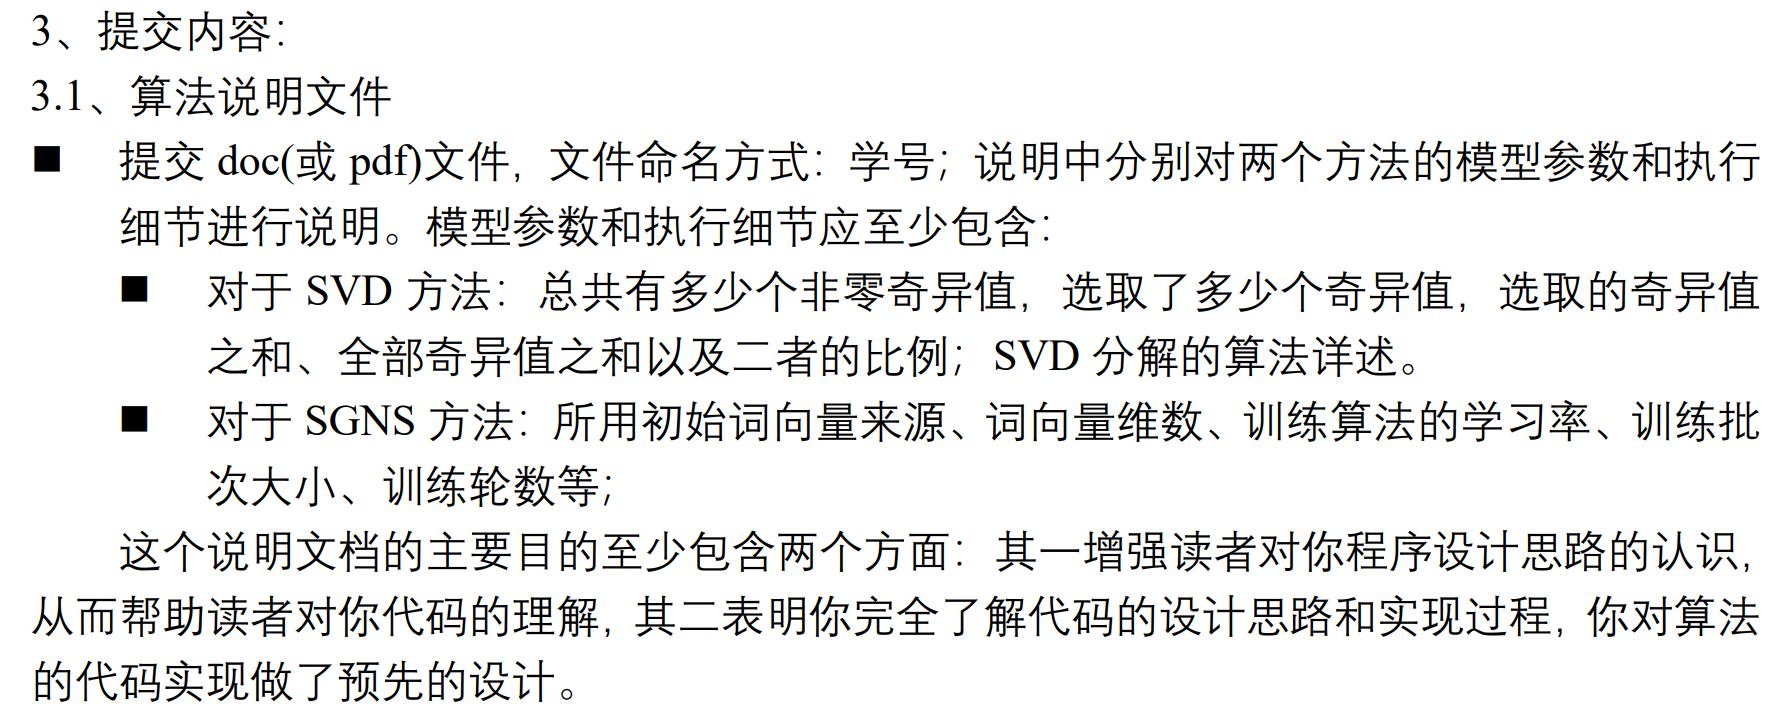 3、提交内容：
3.1、算法说明文件
■ 提交 doc(或 pdf)文件，文件命名方式：学号；说明中分别对两个方法的模型参数和执行
细节进行说明。模型参数和执行细节应至少包含：
■ 对于 SVD 方法：总共有多少个非零奇异值，选取了多少个奇异值，选取的奇异值
之和、全部奇异值之和以及二者的比例；SVD 分解的算法详述。
■ 对于 SGNS 方法：所用初始词向量来源、词向量维数、训练算法的学习率、训练批
次大小、训练轮数等；
这个说明文档的主要目的至少包含两个方面：其一增强读者对你程序设计思路的认识，
从而帮助读者对你代码的理解，其二表明你完全了解代码的设计思路和实现过程，你对算法
的代码实现做了预先的设计。